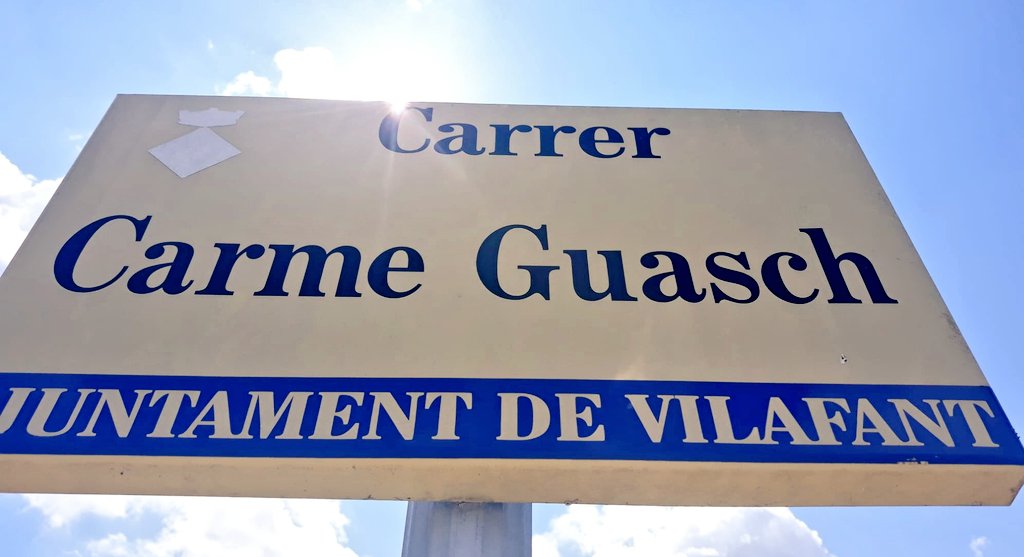 Carrer
Carme Guasch
JUNTAMENT DE VILAFANT